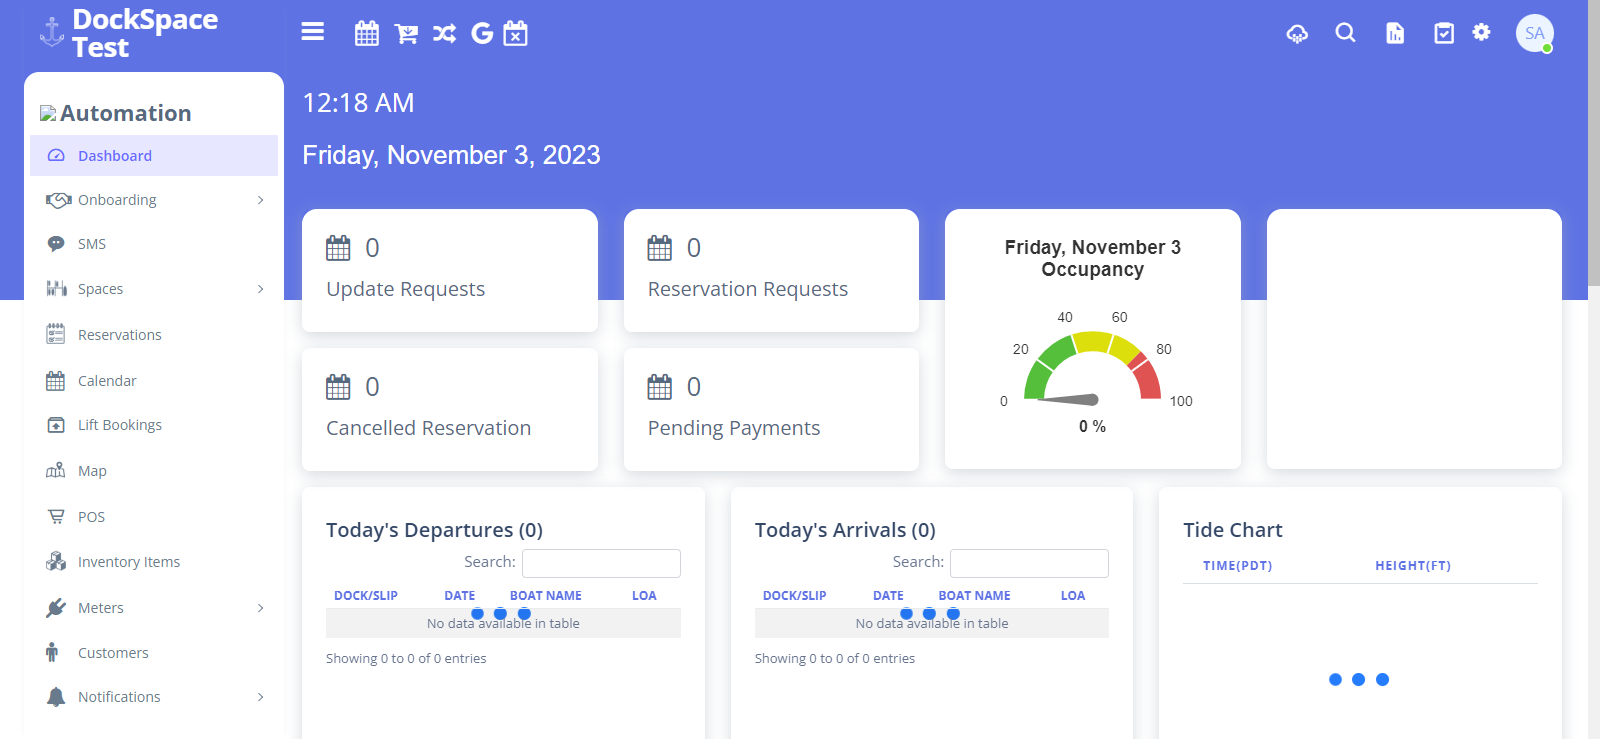 DockSpace
Test
SA
Automation
Dashboard
Onboarding
SMS
Spaces
Reservations
Calendar
Lift Bookings
Map
POS
Inventory Items
Meters
Customers
Notifications
12:18 AM
Friday, November 3, 2023
0
Update Requests
0
Reservation Requests
0
Cancelled Reservation
0
Pending Payments
Friday, November 3
Occupancy
0
20
40
60
80
100
0 %
Today's Departures (0)
Search:
DOCK/SLIP DATE BOAT NAME LOA
No data available in table
Showing 0 to 0 of 0 entries
Today's Arrivals (0)
Search:
DOCK/SLIP DATE BOAT NAME LOA
No data available in table
Showing 0 to 0 of 0 entries
Tide Chart
TIME(PDT) HEIGHT(FT)